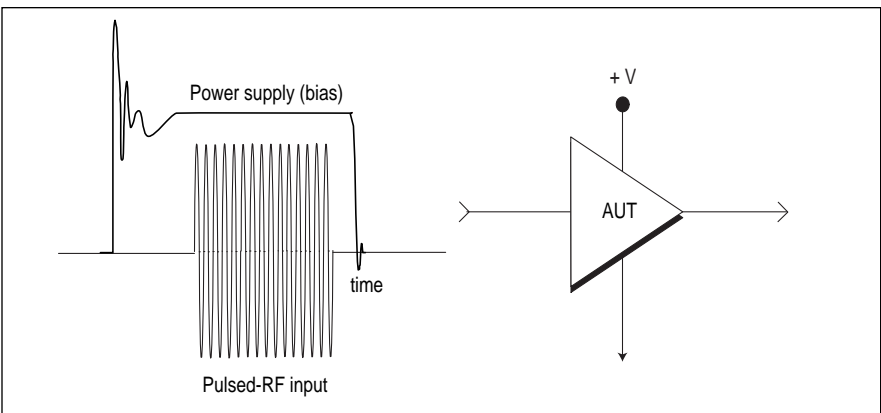 Power supply (bias)
time
Pulsed-RF input
+ V
AUT